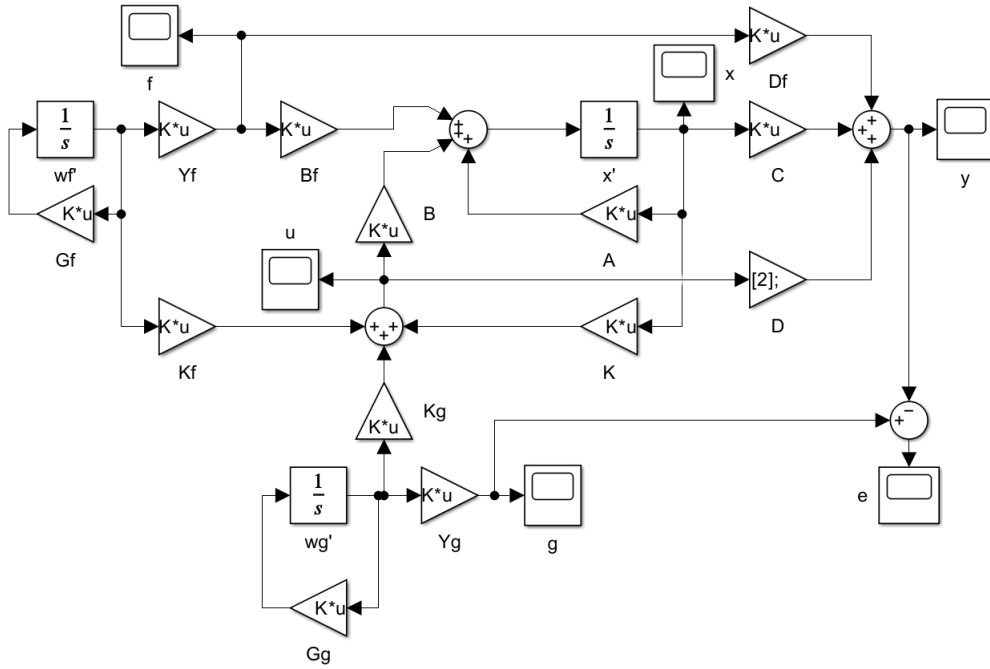 f
K*u
Df
x
1
s
wf'
K*u
Yf
K*u
Bf
+
+
+
1
s
x'
K*u
C
+
+
+
y
K*u
Gf
K*u
B
K*u
A
u
[2];
D
K*u
Kf
+
+
+
K*u
K
K*u
Kg
+
−
e
1
s
wg'
K*u
Yg
g
K*u
Gg